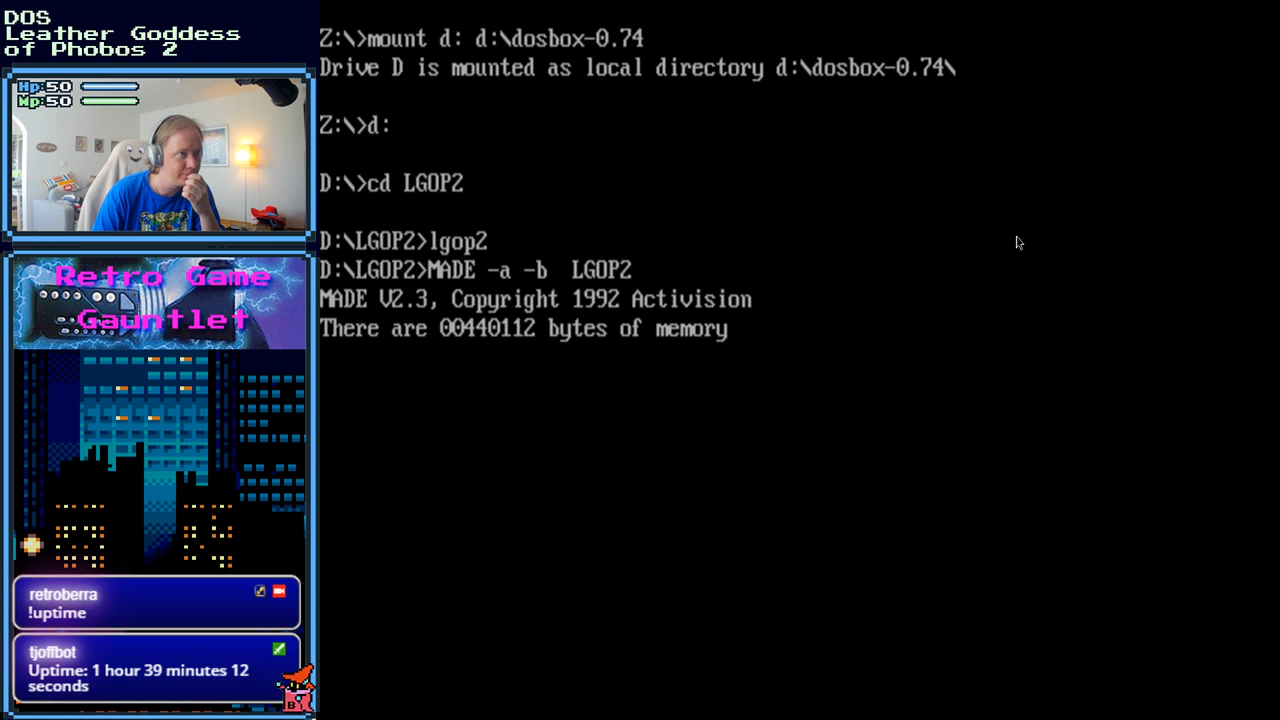 DOS
Leather Goddess
of Phobos 2
Hp:50
Mp:50
Retro Game
Gauntlet
retroberra
!uptime
tjoffbot
Uptime: 1 hour 39 minutes 12
seconds
Z:\>mount d: d:\dosbox-0.74
Drive D is mounted as local directory d:\dosbox-0.74\
Z:\>d:
D:\>cd LGOP2
D:\LGOP2>lgop2
D:\LGOP2>MADE -a -b  LGOP2
MADE V2.3, Copyright 1992 Activision
There are 00440112 bytes of memory